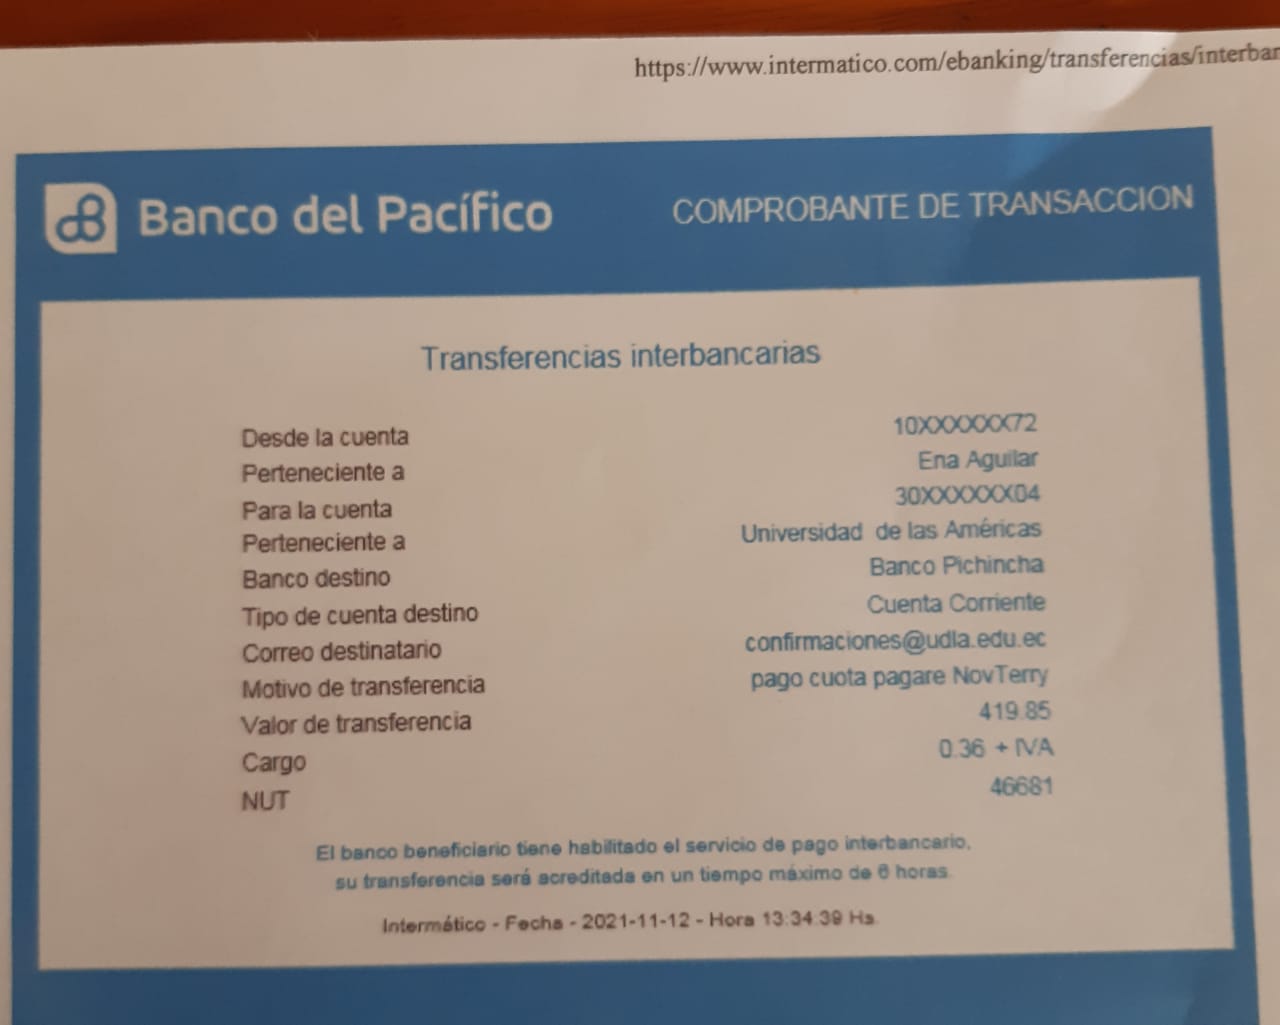 https://www.intermatico.com/ebanking/transferencias/interban
Banco del Pacífico
COMPROBANTE DE TRANSACCION
Transferencias interbancarias
Desde la cuenta 10XXXXXX72
Perteneciente a Ena Aguilar
Para la cuenta 30XXXXXX04
Perteneciente a Universidad de las Américas
Banco destino Banco Pichincha
Tipo de cuenta destino Cuenta Corriente
Correo destinatario confirmaciones@udla.edu.ec
Motivo de transferencia pago cuota pagare NovTerry
Valor de transferencia 419.85
Cargo 0.36 + IVA
NUT 46681
El banco beneficiario tiene habilitado el servicio de pago interbancario,
su transferencia será acreditada en un tiempo máximo de 6 horas.
Intermático - Fecha - 2021-11-12 - Hora 13:34:39 Hs.